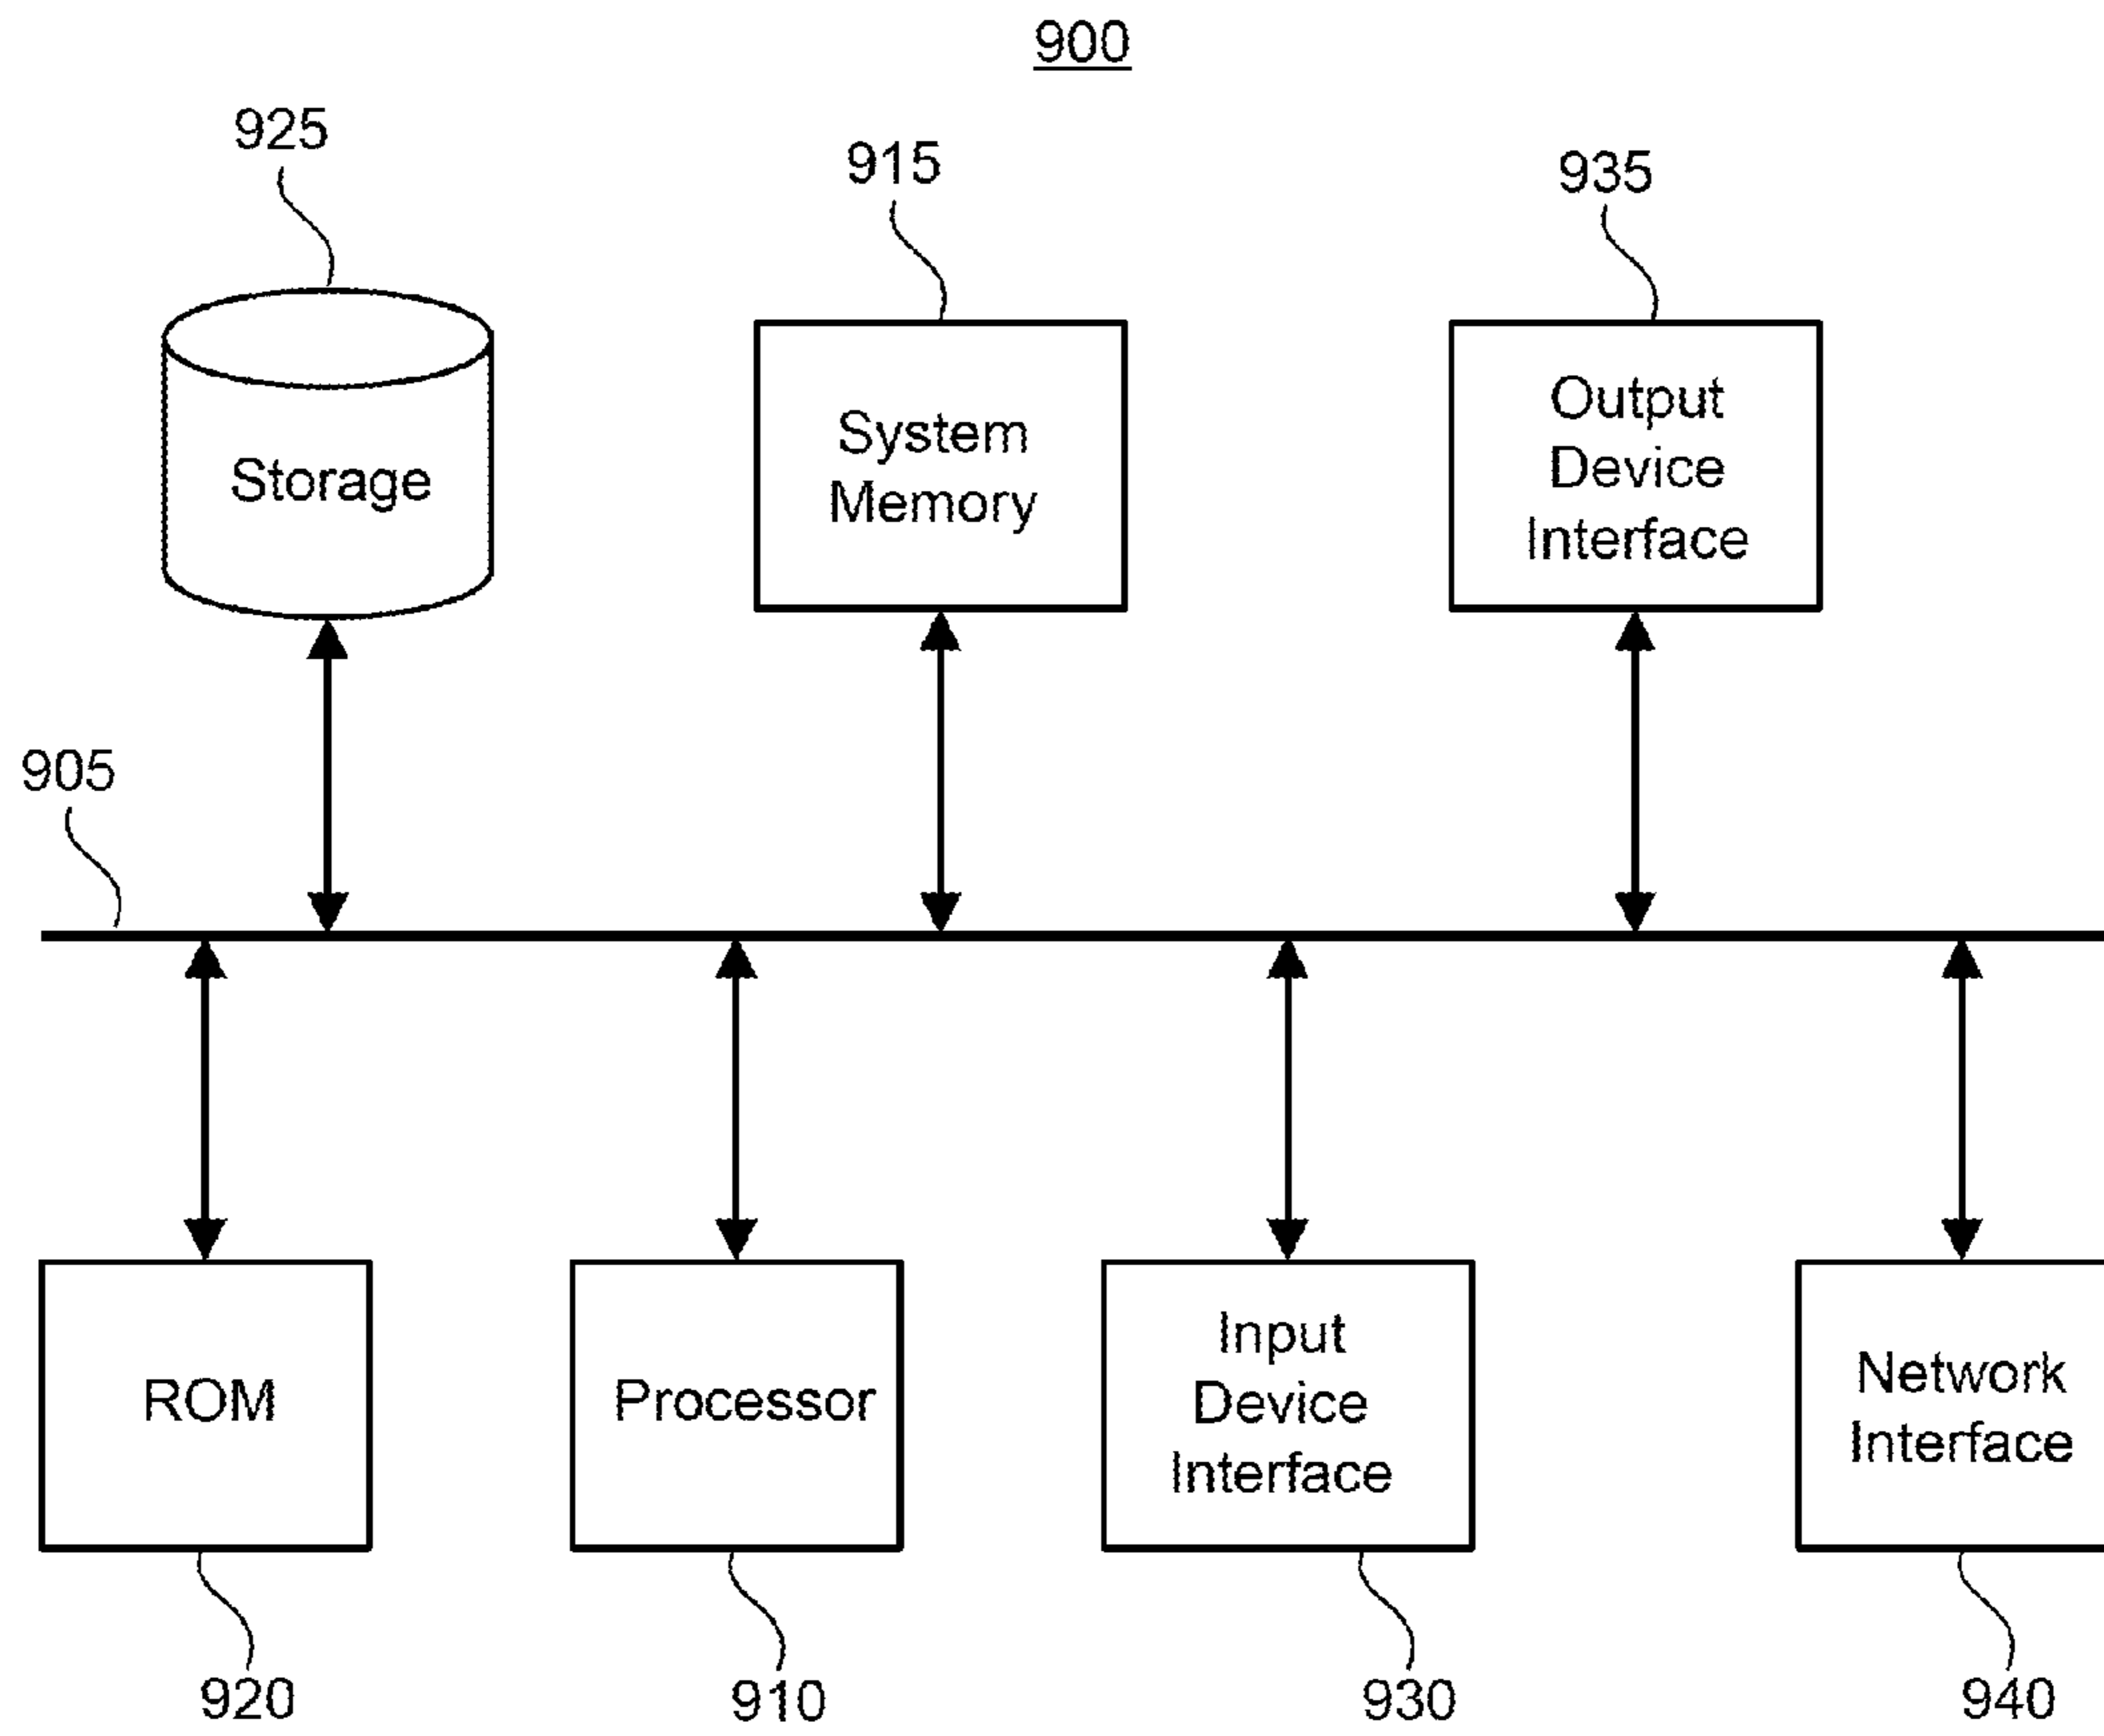 900
925
915
935
Storage
System
Memory
Output
Device
Interface
905
ROM
Processor
Input
Device
Interface
Network
Interface
920
910
930
940